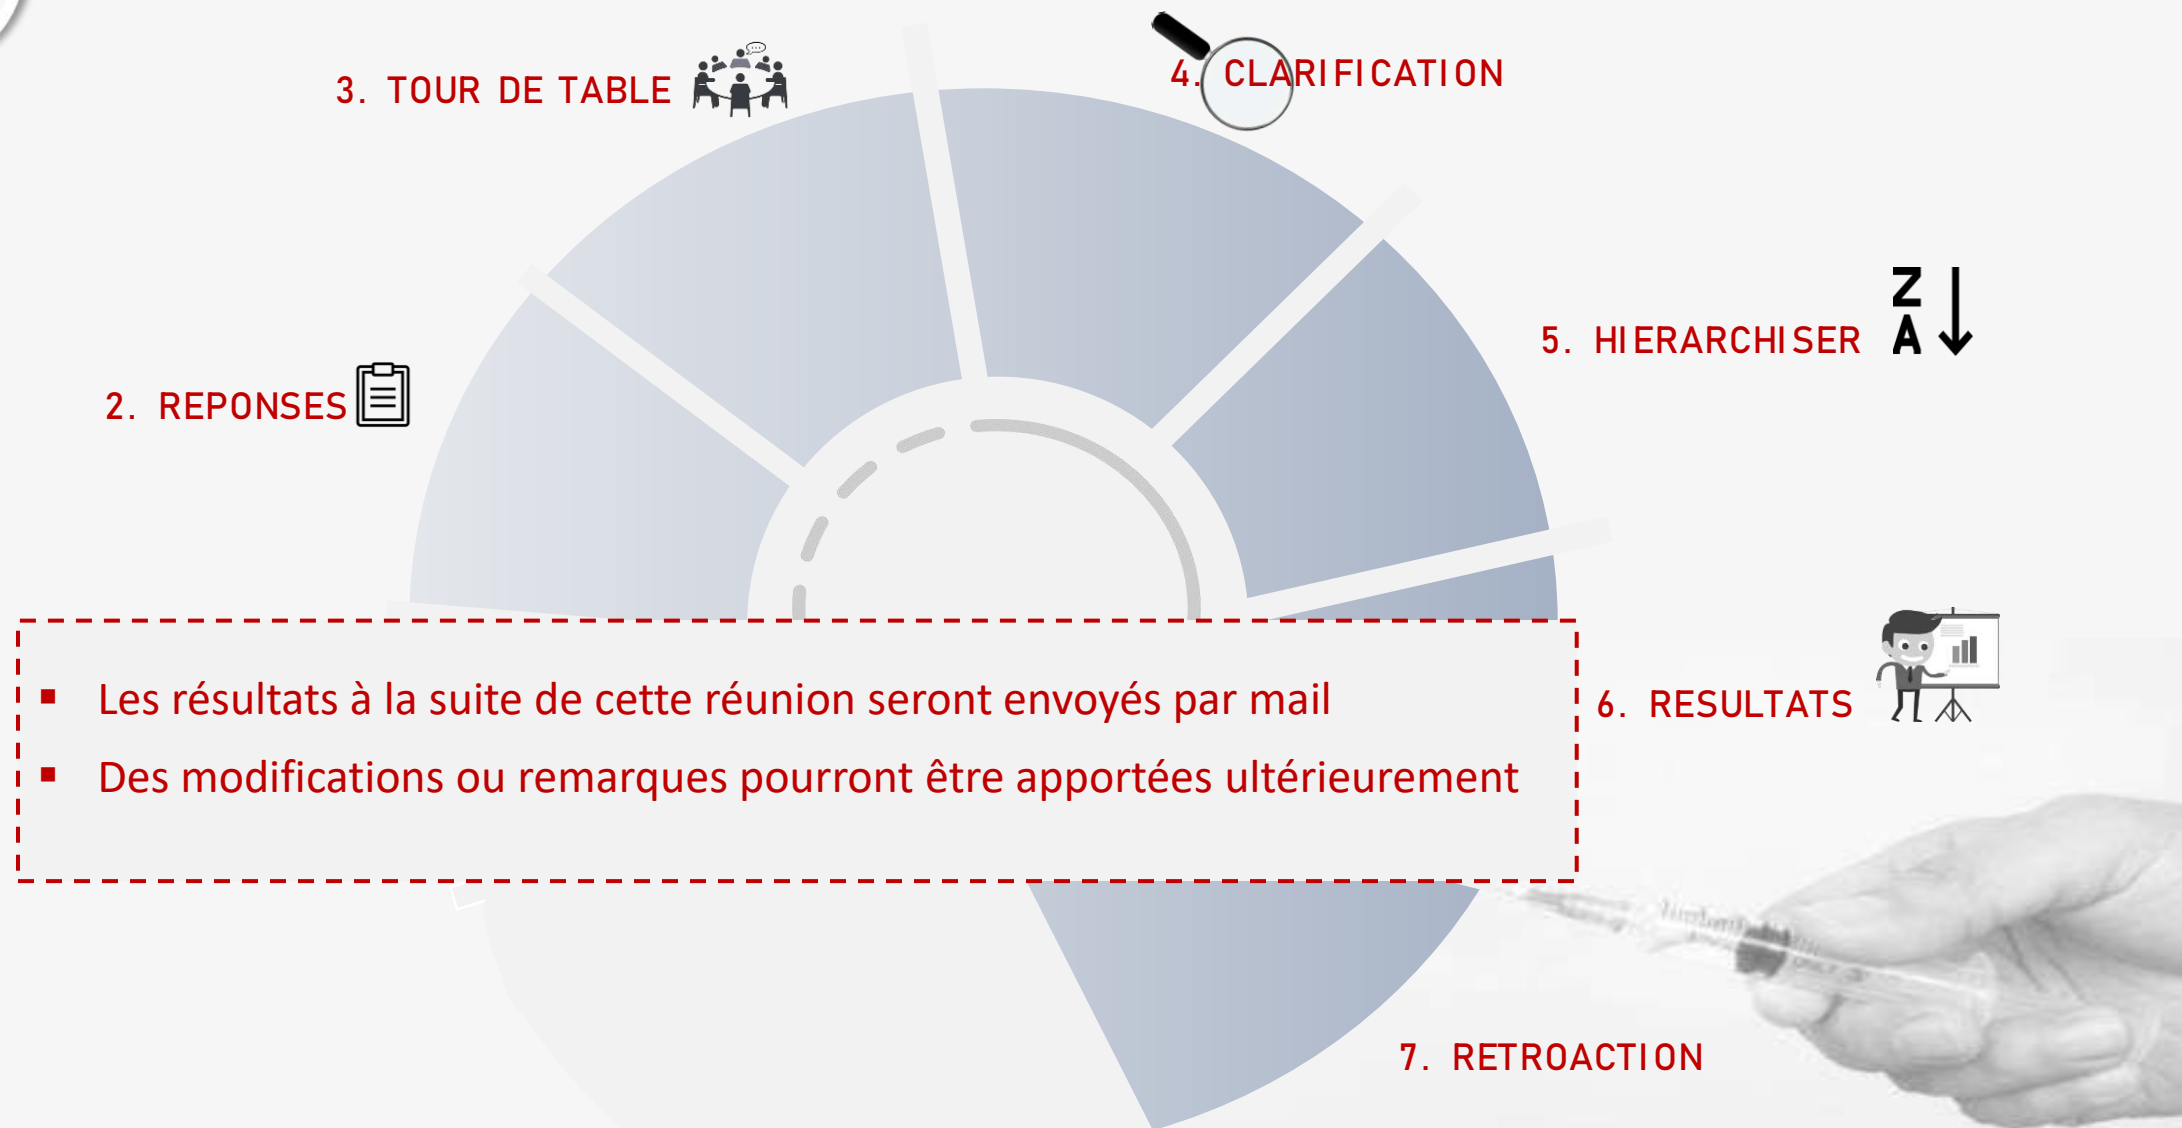 3. TOUR DE TABLE
4. CLARIFICATION
Z
A
5. HIERARCHISER
2. REPONSES
Les résultats à la suite de cette réunion seront envoyés par mail
Des modifications ou remarques pourront être apportées ultérieurement
6. RESULTATS
7. RETROACTION